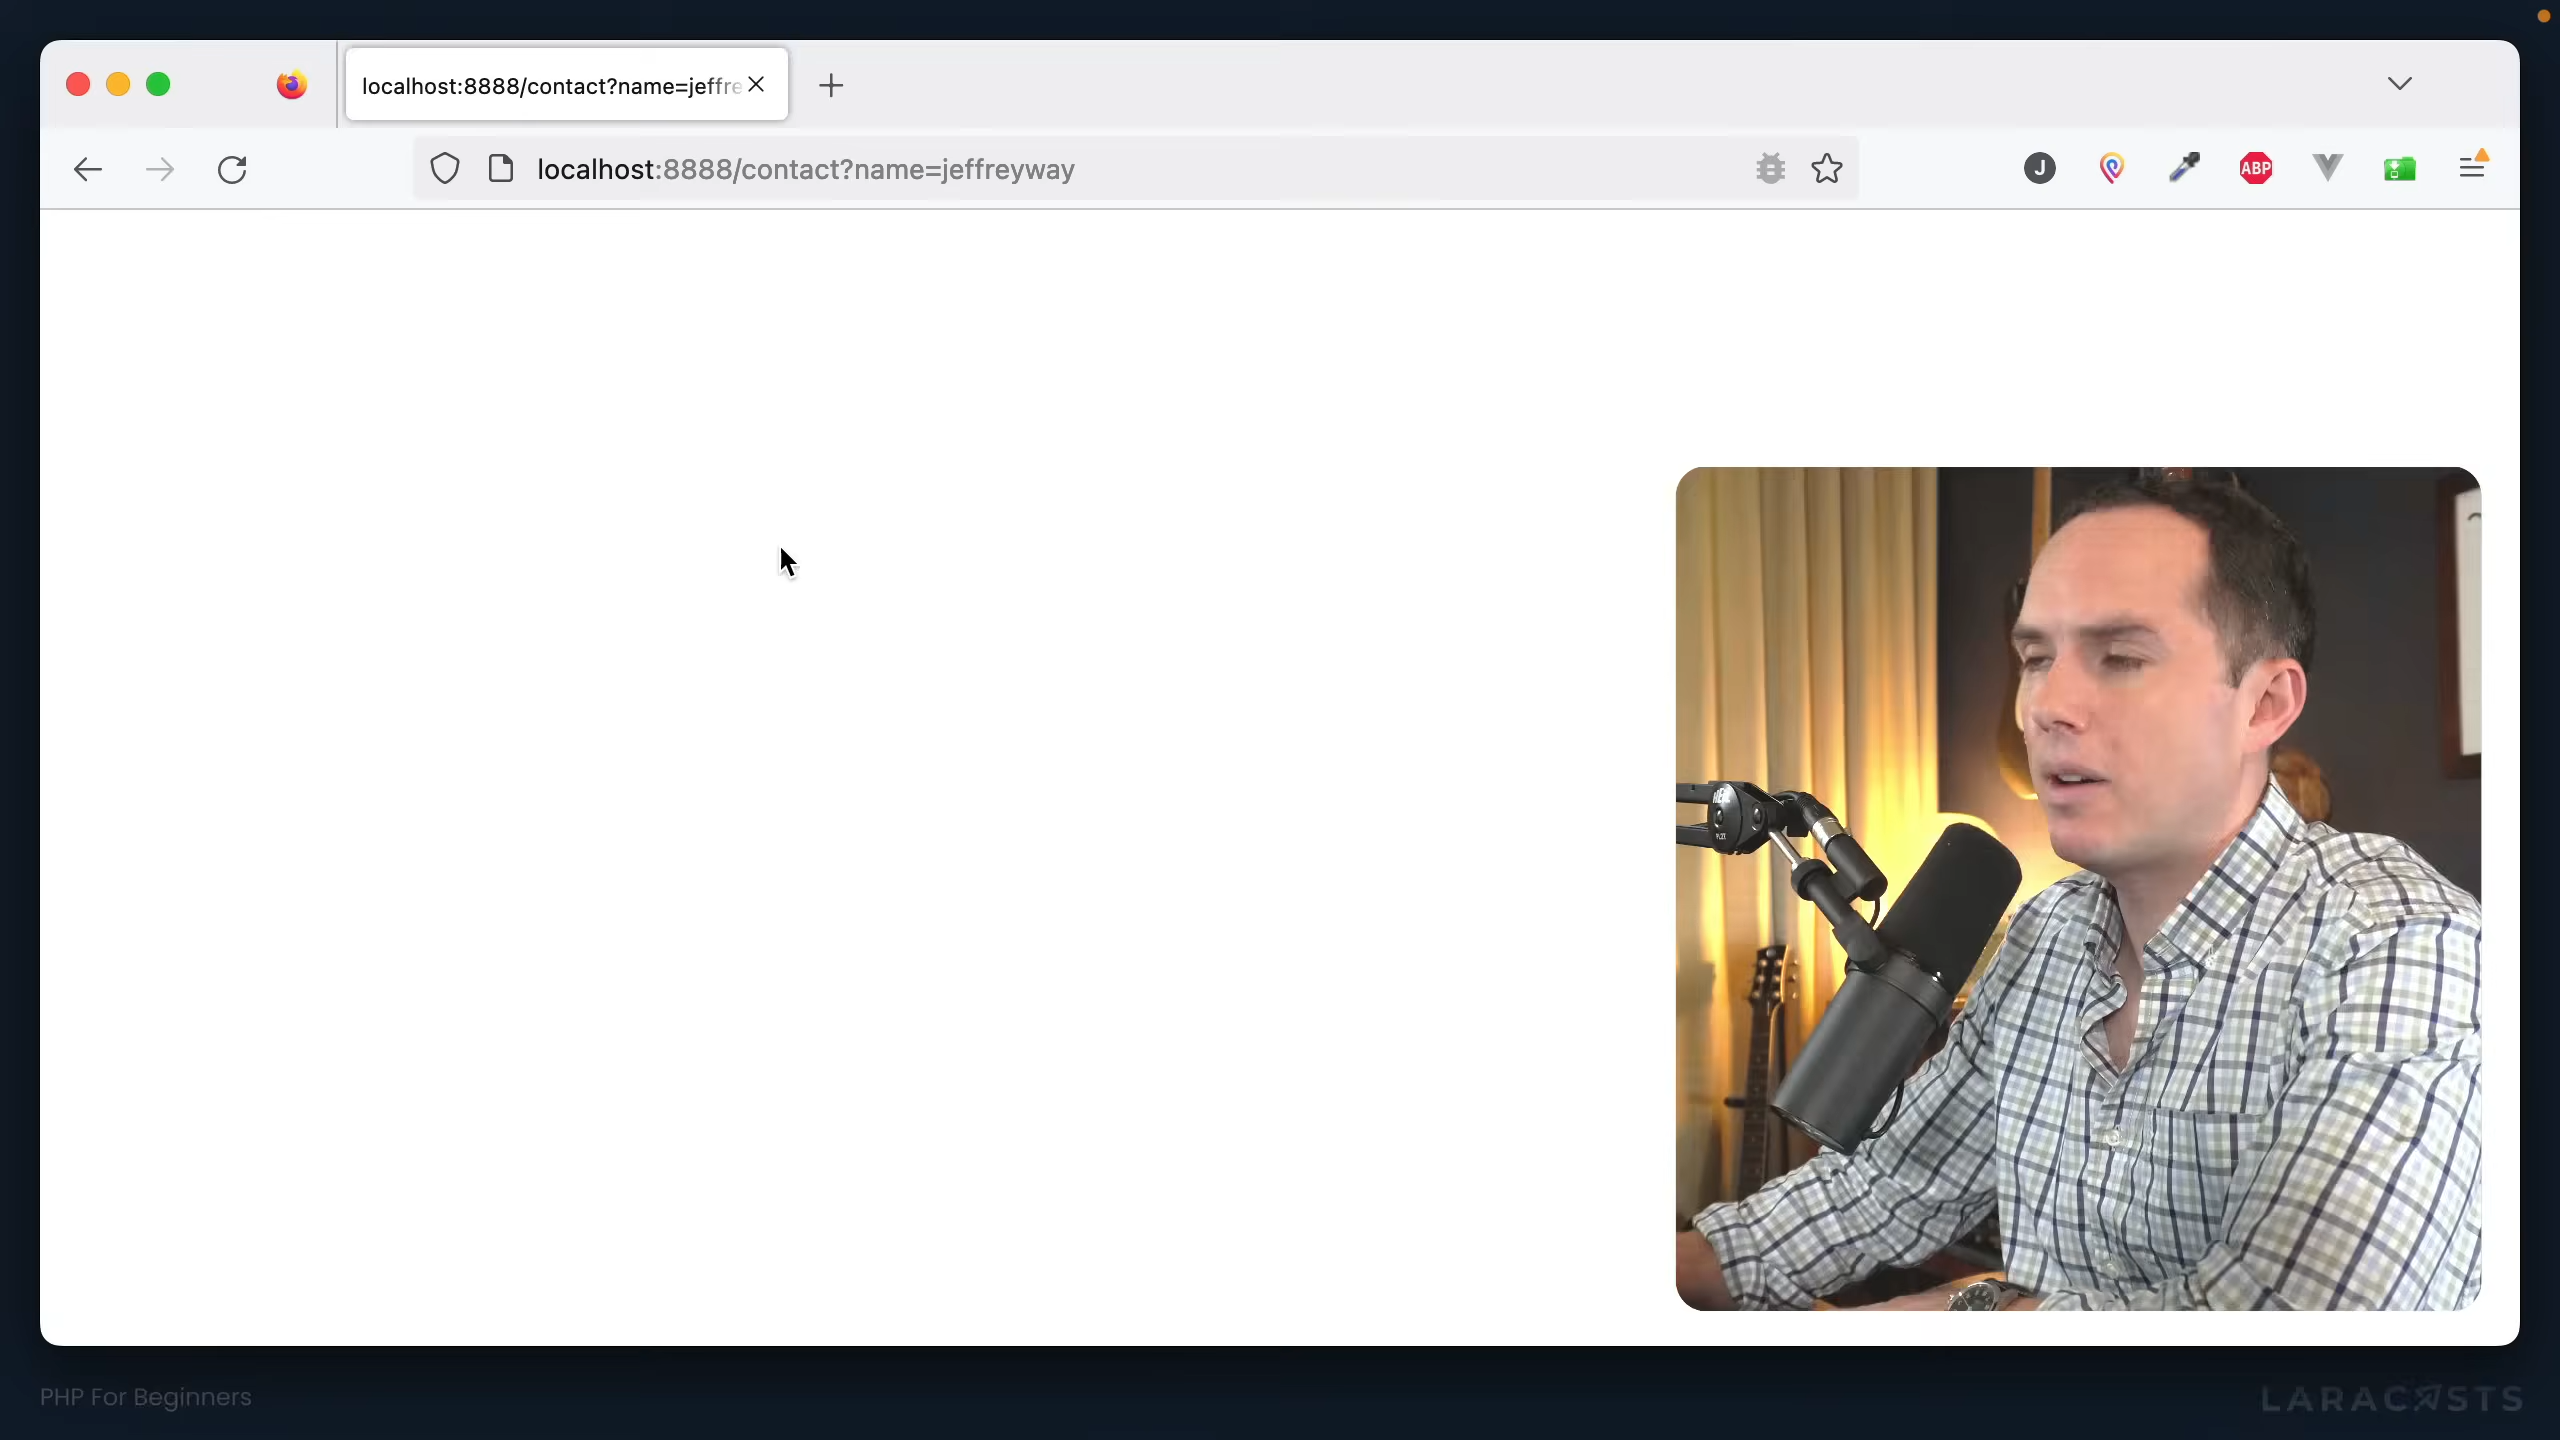 localhost:8888/contact?name=jeffre
localhost:8888/contact?name=jeffreyway
J
ABP
PHP For Beginners
LARACASTS